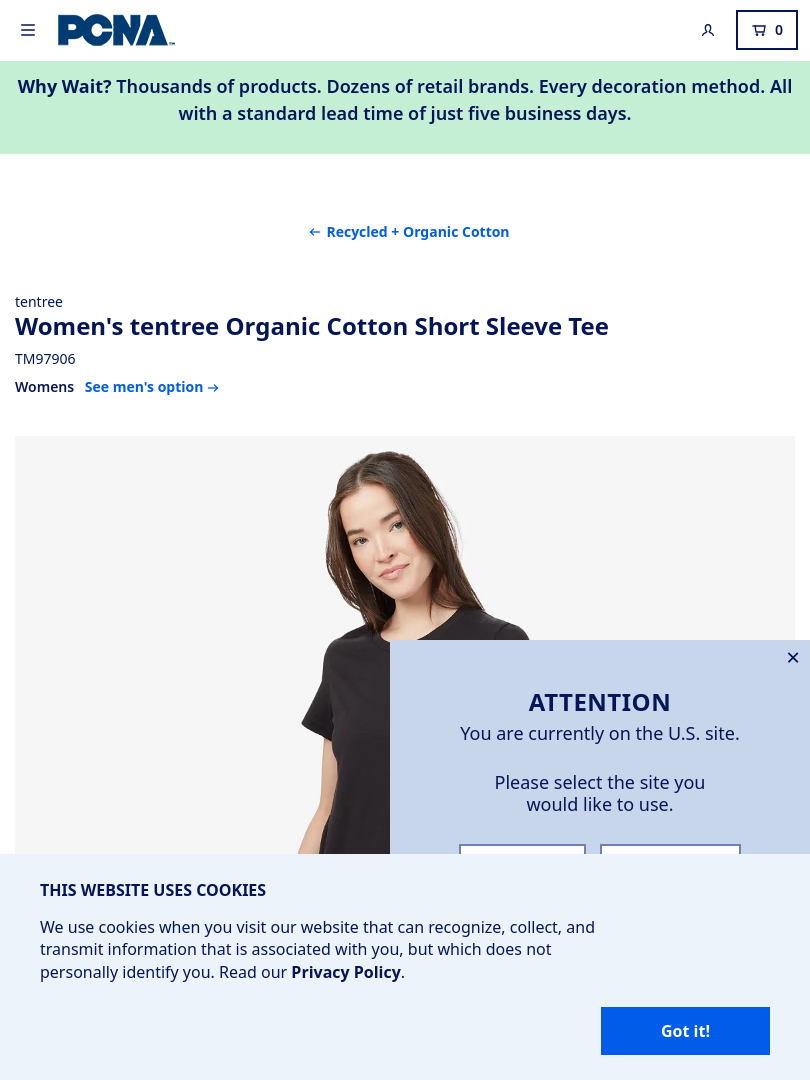 PCNA
0
Why Wait? Thousands of products. Dozens of retail brands. Every decoration method. All
with a standard lead time of just five business days.
← Recycled + Organic Cotton
tentree
Women's tentree Organic Cotton Short Sleeve Tee
TM97906
Womens See men's option →
ATTENTION
You are currently on the U.S. site.
Please select the site you
would like to use.
THIS WEBSITE USES COOKIES
We use cookies when you visit our website that can recognize, collect, and
transmit information that is associated with you, but which does not
personally identify you. Read our Privacy Policy.
Got it!